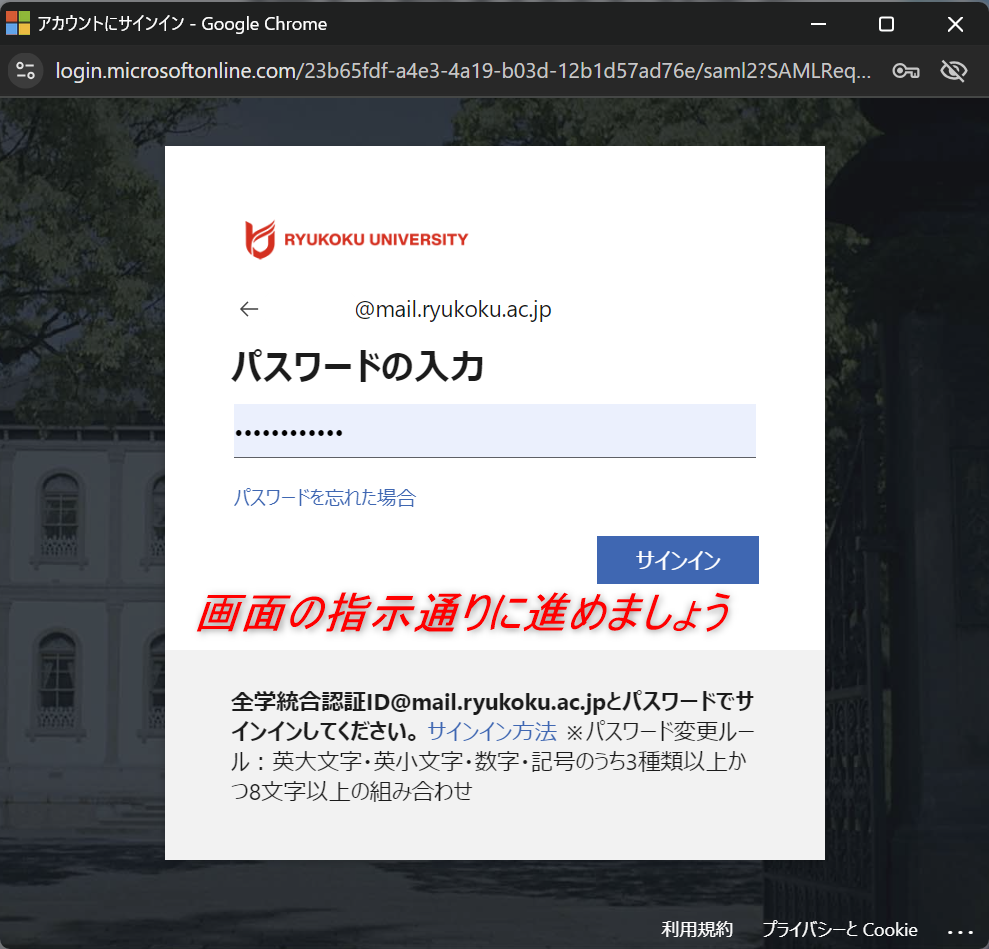 アカウントにサインイン - Google Chrome
login.microsoftonline.com/23b65fdf-a4e3-4a19-b03d-12b1d57ad76e/saml2?SAMLReq...
RYUKOKU UNIVERSITY
@mail.ryukoku.ac.jp
パスワードの入力
••••••••••••
パスワードを忘れた場合
サインイン
画面の指示通りに進めましょう
全学統合認証ID@mail.ryukoku.ac.jpとパスワードでサ
インインしてください。 サインイン方法 ※パスワード変更ルー
ル：英大文字・英小文字・数字・記号のうち3種類以上か
つ8文字以上の組み合わせ
利用規約 プライバシーと Cookie ...